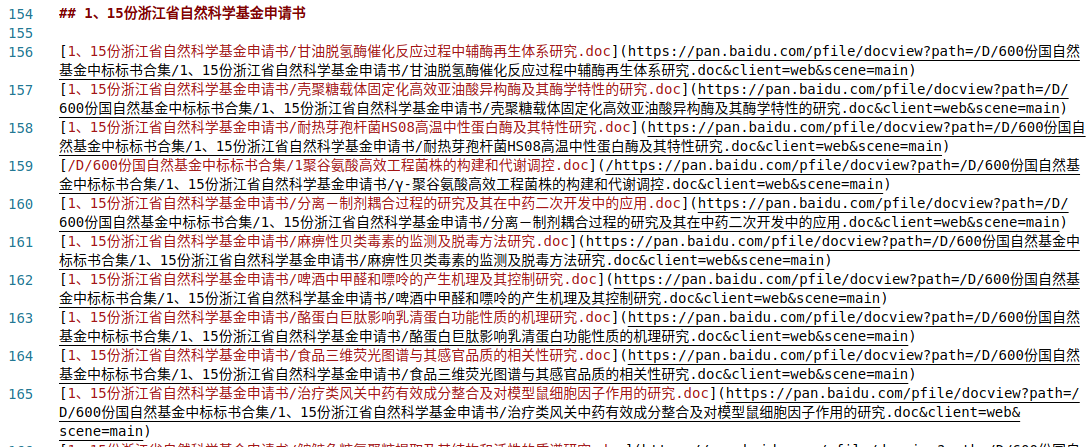 154 ## 1、15份浙江省自然科学基金申请书
155
156 [1、15份浙江省自然科学基金申请书/甘油脱氢酶催化反应过程中辅酶再生体系研究.doc](https://pan.baidu.com/pfile/docview?path=/D/600份国自然
基金中标标书合集/1、15份浙江省自然科学基金申请书/甘油脱氢酶催化反应过程中辅酶再生体系研究.doc&client=web&scene=main)
157 [1、15份浙江省自然科学基金申请书/壳聚糖载体固定化高效亚油酸异构酶及其酶学特性的研究.doc](https://pan.baidu.com/pfile/docview?path=/D/
600份国自然基金中标标书合集/1、15份浙江省自然科学基金申请书/壳聚糖载体固定化高效亚油酸异构酶及其酶学特性的研究.doc&client=web&scene=main)
158 [1、15份浙江省自然科学基金申请书/耐热芽孢杆菌HS08高温中性蛋白酶及其特性研究.doc](https://pan.baidu.com/pfile/docview?path=/D/600份国自
然基金中标标书合集/1、15份浙江省自然科学基金申请书/耐热芽孢杆菌HS08高温中性蛋白酶及其特性研究.doc&client=web&scene=main)
159 [/D/600份国自然基金中标标书合集/1聚谷氨酸高效工程菌株的构建和代谢调控.doc](/https://pan.baidu.com/pfile/docview?path=/D/600份国自然
基金中标标书合集/1、15份浙江省自然科学基金申请书/γ-聚谷氨酸高效工程菌株的构建和代谢调控.doc&client=web&scene=main)
160 [1、15份浙江省自然科学基金申请书/分离－制剂耦合过程的研究及其在中药二次开发中的应用.doc](https://pan.baidu.com/pfile/docview?path=/D/
600份国自然基金中标标书合集/1、15份浙江省自然科学基金申请书/分离－制剂耦合过程的研究及其在中药二次开发中的应用.doc&client=web&scene=main)
161 [1、15份浙江省自然科学基金申请书/麻痹性贝类毒素的监测及脱毒方法研究.doc](https://pan.baidu.com/pfile/docview?path=/D/600份国自然基金中
标标书合集/1、15份浙江省自然科学基金申请书/麻痹性贝类毒素的监测及脱毒方法研究.doc&client=web&scene=main)
162 [1、15份浙江省自然科学基金申请书/啤酒中甲醛和嘌呤的产生机理及其控制研究.doc](https://pan.baidu.com/pfile/docview?path=/D/600份国自然基
金中标标书合集/1、15份浙江省自然科学基金申请书/啤酒中甲醛和嘌呤的产生机理及其控制研究.doc&client=web&scene=main)
163 [1、15份浙江省自然科学基金申请书/酪蛋白巨肽影响乳清蛋白功能性质的机理研究.doc](https://pan.baidu.com/pfile/docview?path=/D/600份国自然
基金中标标书合集/1、15份浙江省自然科学基金申请书/酪蛋白巨肽影响乳清蛋白功能性质的机理研究.doc&client=web&scene=main)
164 [1、15份浙江省自然科学基金申请书/食品三维荧光图谱与其感官品质的相关性研究.doc](https://pan.baidu.com/pfile/docview?path=/D/600份国自然
基金中标标书合集/1、15份浙江省自然科学基金申请书/食品三维荧光图谱与其感官品质的相关性研究.doc&client=web&scene=main)
165 [1、15份浙江省自然科学基金申请书/治疗类风关中药有效成分整合及对模型鼠细胞因子作用的研究.doc](https://pan.baidu.com/pfile/docview?path=/
D/600份国自然基金中标标书合集/1、15份浙江省自然科学基金申请书/治疗类风关中药有效成分整合及对模型鼠细胞因子作用的研究.doc&client=web&
scene=main)